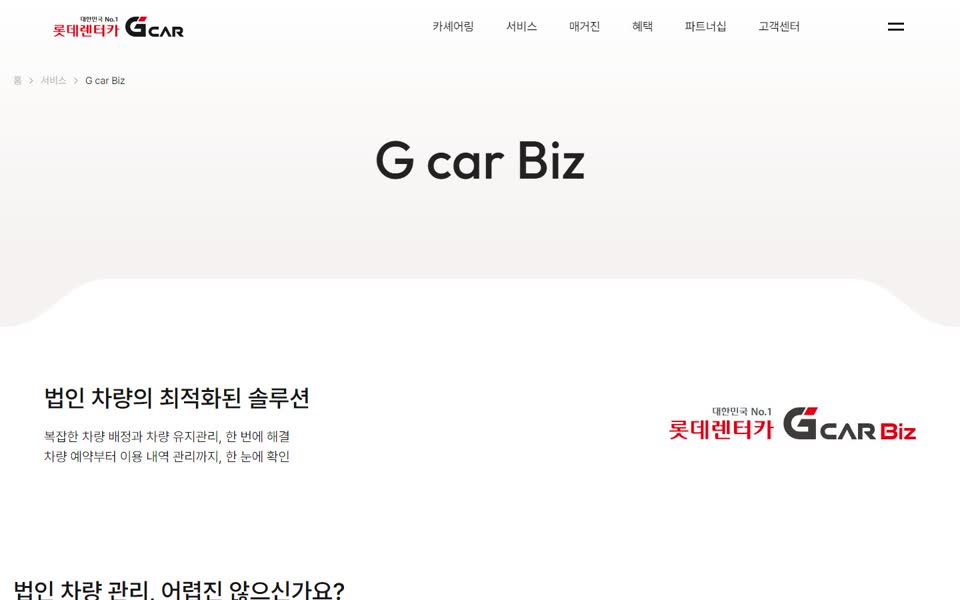 대한민국 No.1
롯데렌터카 G CAR
카셰어링 서비스 매거진 혜택 파트너십 고객센터
홈 > 서비스 > G car Biz
G car Biz
법인 차량의 최적화된 솔루션
복잡한 차량 배정과 차량 유지관리, 한 번에 해결
차량 예약부터 이용 내역 관리까지, 한 눈에 확인
대한민국 No.1
롯데렌터카 G CAR Biz
법인 차량 관리, 어렵진 않으신가요?